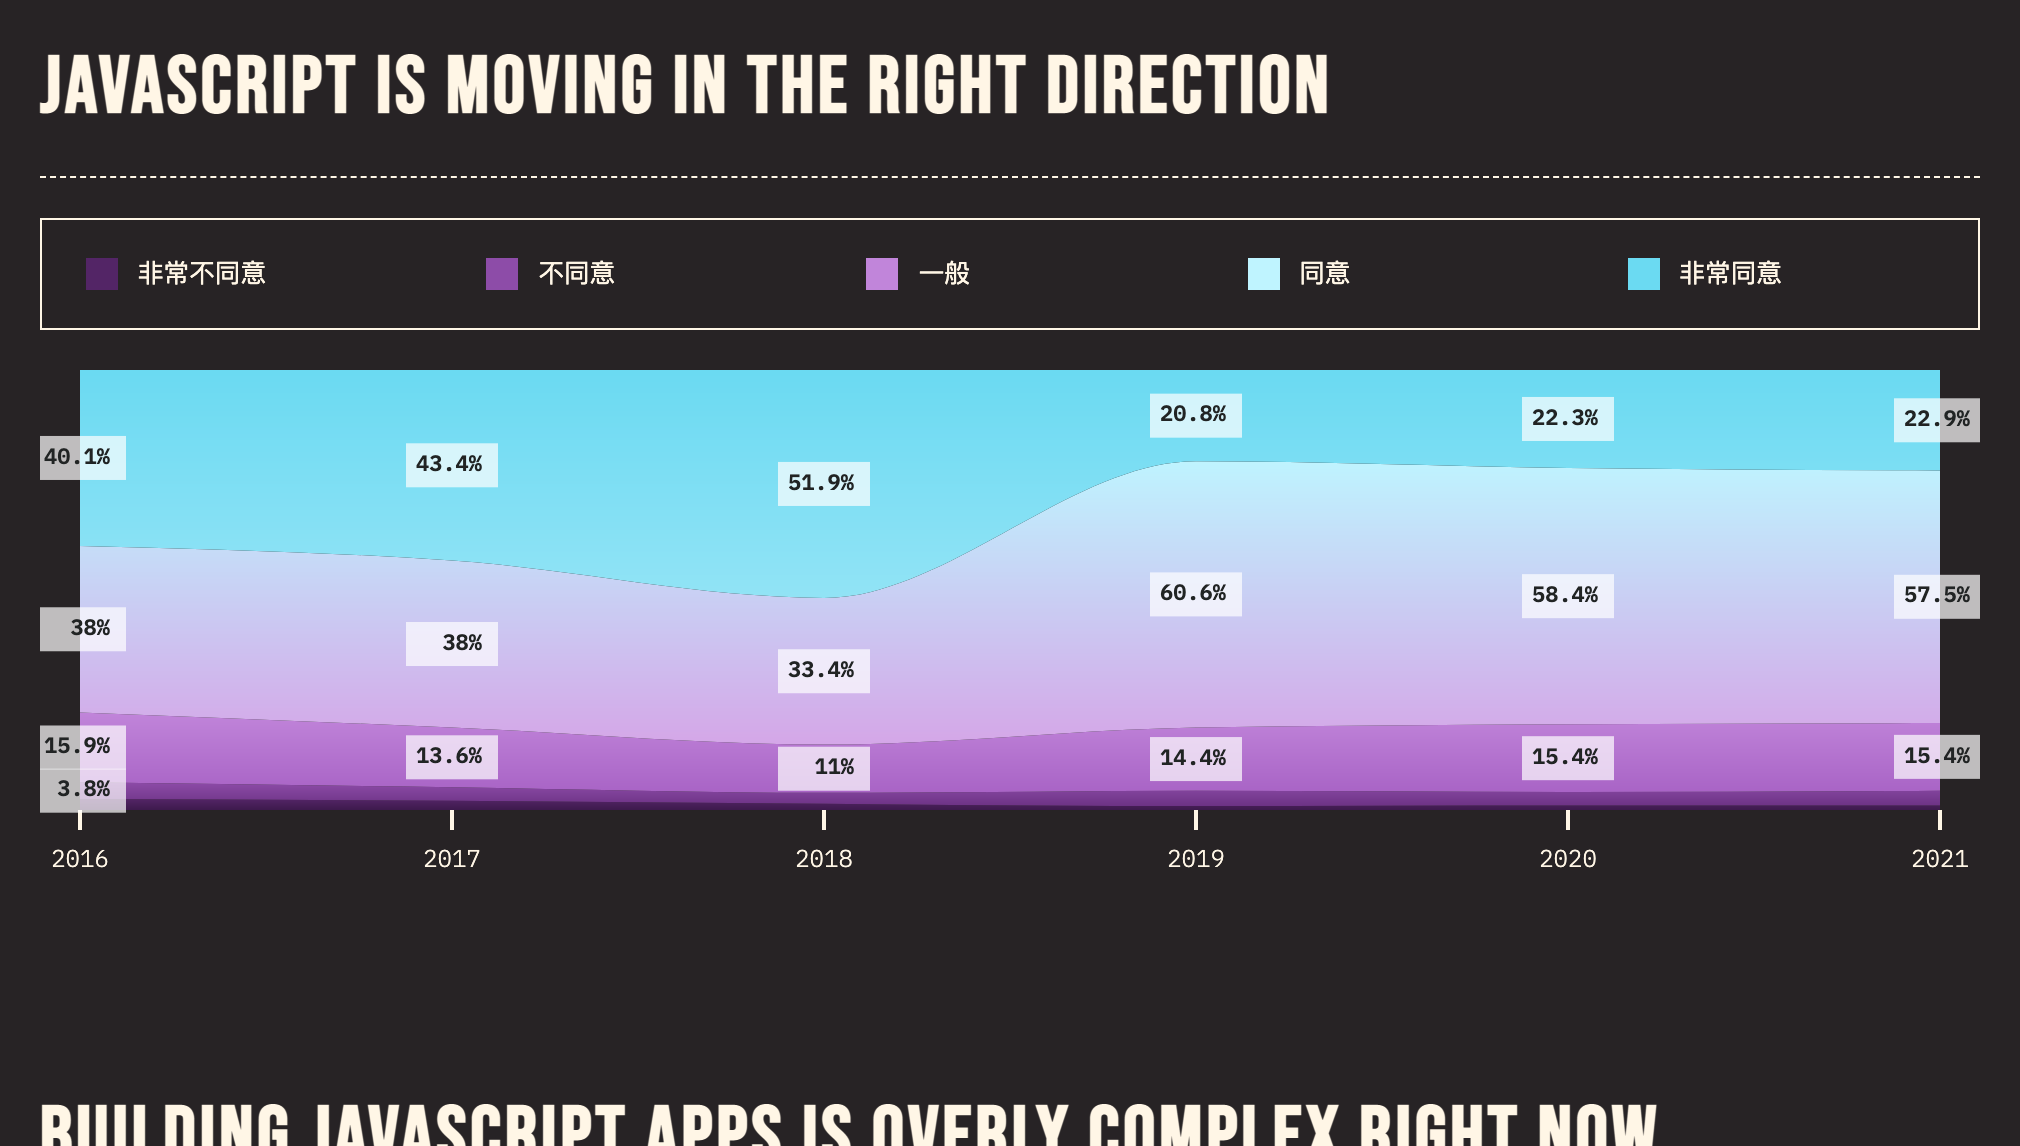 JAVASCRIPT IS MOVING IN THE RIGHT DIRECTION
非常不同意 不同意 一般 同意 非常同意
20.8% 22.3% 22.9%
40.1% 43.4% 51.9%
60.6% 58.4% 57.5%
38% 38% 33.4%
15.9% 13.6% 11% 14.4% 15.4% 15.4%
3.8%
2016 2017 2018 2019 2020 2021
BUILDING JAVASCRIPT APPS IS OVERLY COMPLEX RIGHT NOW